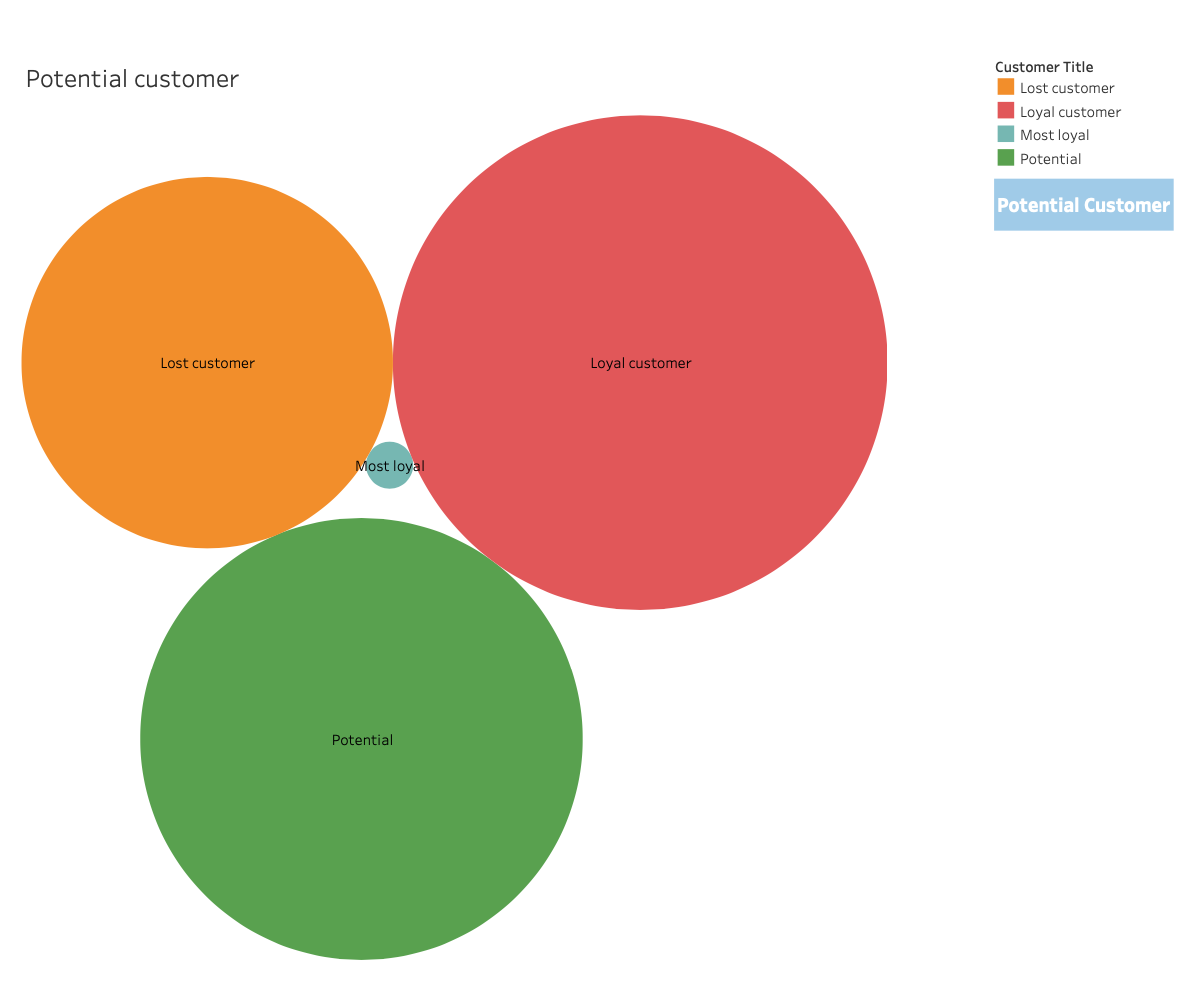 Potential customer
Customer Title
Lost customer
Loyal customer
Most loyal
Potential
Potential Customer
Lost customer
Loyal customer
Most loyal
Potential